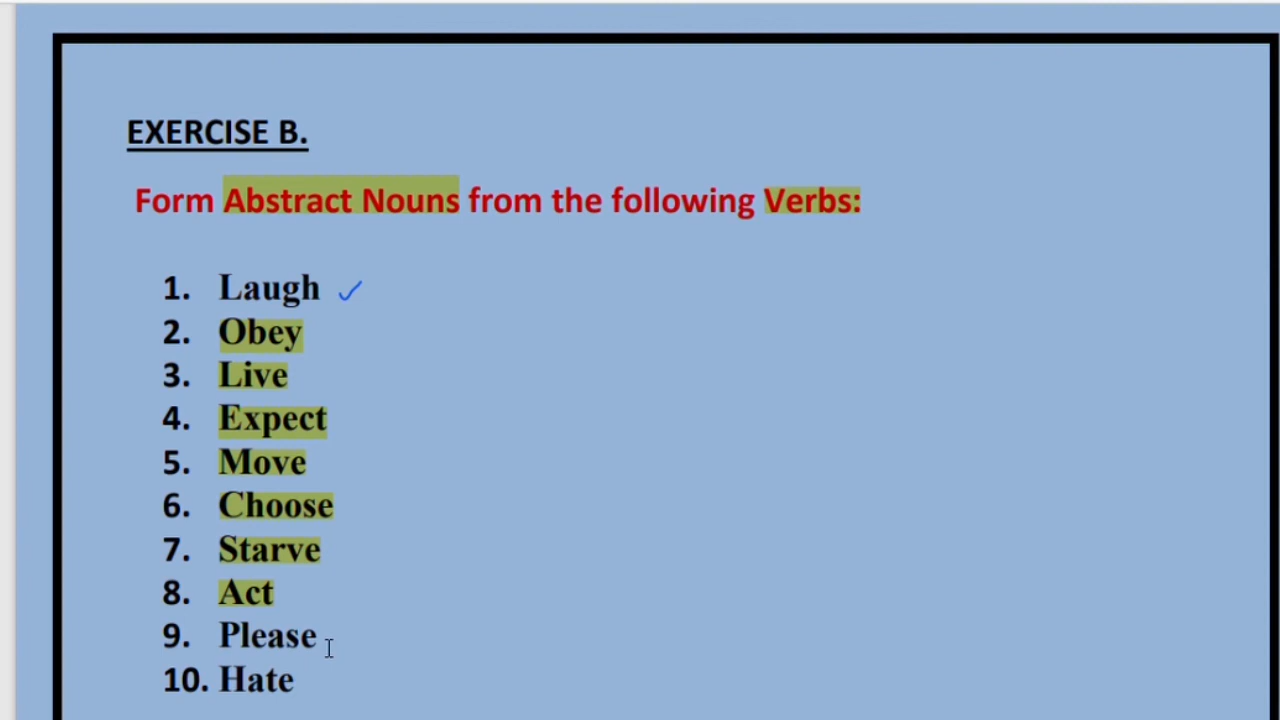 EXERCISE B.
Form Abstract Nouns from the following Verbs:
1. Laugh
2. Obey
3. Live
4. Expect
5. Move
6. Choose
7. Starve
8. Act
9. Please
10. Hate